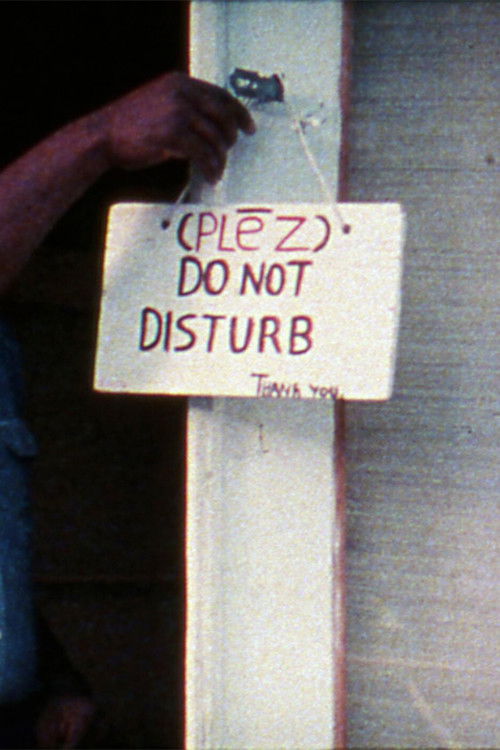 (PLēZ)
DO NOT
DISTURB
THANK YOU.